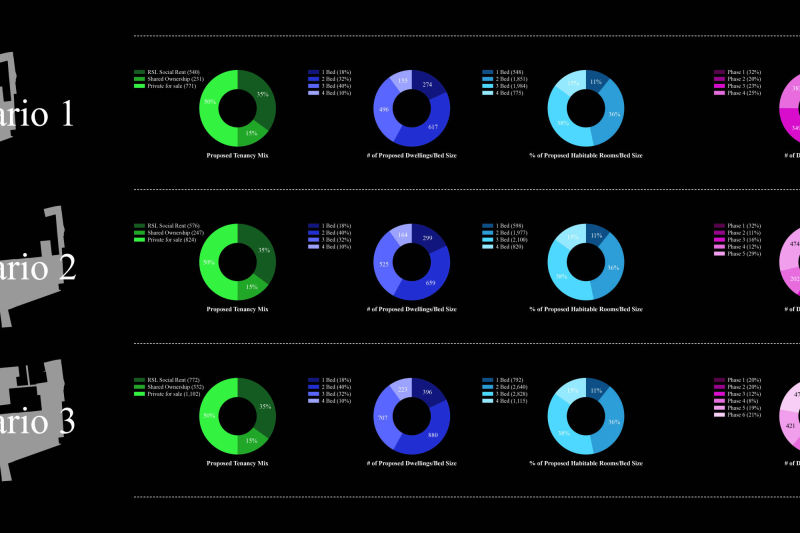 ario 1
RSL Social Rent (540)
Shared Ownership (231)
Private for sale (771)
35%
15%
50%
Proposed Tenancy Mix
1 Bed (18%)
2 Bed (32%)
3 Bed (40%)
4 Bed (10%)
155
274
496
617
# of Proposed Dwellings/Bed Size
1 Bed (548)
2 Bed (1,851)
3 Bed (1,984)
4 Bed (775)
15%
11%
36%
38%
% of Proposed Habitable Rooms/Bed Size
Phase 1 (32%)
Phase 2 (20%)
Phase 3 (23%)
Phase 4 (25%)
# of D
ario 2
RSL Social Rent (576)
Shared Ownership (247)
Private for sale (824)
35%
15%
50%
Proposed Tenancy Mix
1 Bed (18%)
2 Bed (40%)
3 Bed (32%)
4 Bed (10%)
164
299
525
659
# of Proposed Dwellings/Bed Size
1 Bed (598)
2 Bed (1,977)
3 Bed (2,100)
4 Bed (820)
15%
11%
36%
38%
% of Proposed Habitable Rooms/Bed Size
Phase 1 (32%)
Phase 2 (11%)
Phase 3 (16%)
Phase 4 (12%)
Phase 5 (29%)
474
202
# of D
ario 3
RSL Social Rent (772)
Shared Ownership (332)
Private for sale (1,102)
35%
15%
50%
Proposed Tenancy Mix
1 Bed (18%)
2 Bed (40%)
3 Bed (32%)
4 Bed (10%)
223
396
707
880
# of Proposed Dwellings/Bed Size
1 Bed (792)
2 Bed (2,640)
3 Bed (2,828)
4 Bed (1,115)
15%
11%
36%
38%
% of Proposed Habitable Rooms/Bed Size
Phase 1 (20%)
Phase 2 (20%)
Phase 3 (12%)
Phase 4 (8%)
Phase 5 (19%)
Phase 6 (21%)
47
421
# of D